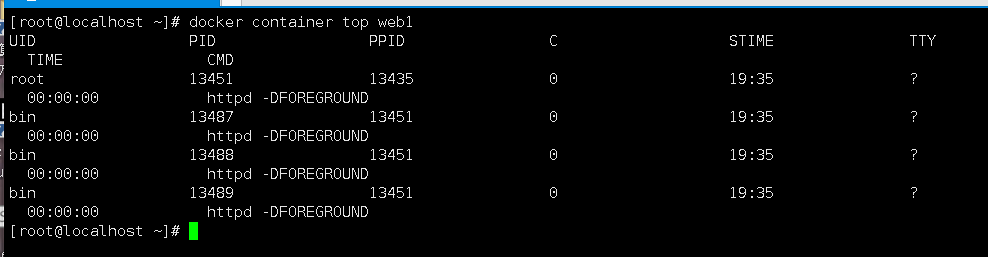 [root@localhost ~]# docker container top web1
UID PID PPID C STIME TTY
TIME CMD
root 13451 13435 0 19:35 ?
00:00:00 httpd -DFOREGROUND
bin 13487 13451 0 19:35 ?
00:00:00 httpd -DFOREGROUND
bin 13488 13451 0 19:35 ?
00:00:00 httpd -DFOREGROUND
bin 13489 13451 0 19:35 ?
00:00:00 httpd -DFOREGROUND
[root@localhost ~]#